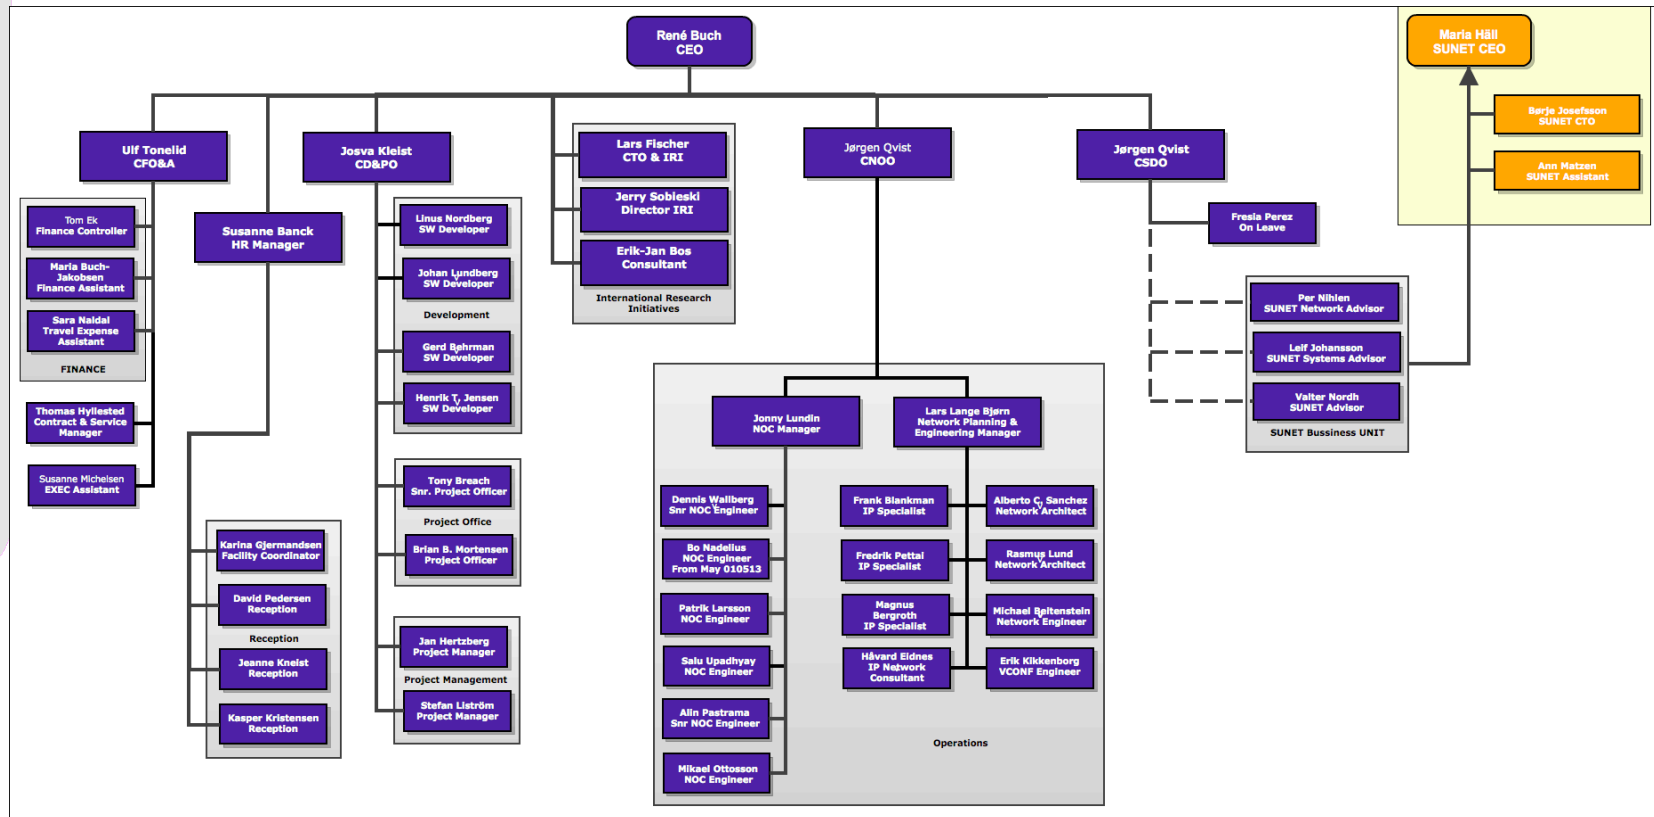 René Buch
CEO
Maria Häll
SUNET CEO
Børje Josefsson
SUNET CTO
Ann Matzen
SUNET Assistant
Ulf Tonelid
CFO&A
Josva Kleist
CD&PO
Lars Fischer
CTO & IRI
Jerry Sobieski
Director IRI
Erik-Jan Bos
Consultant
International Research
Initiatives
Jørgen Qvist
CNOO
Jørgen Qvist
CSDO
Fresia Perez
On Leave
Tom Ek
Finance Controller
Maria Buch-
Jakobsen
Finance Assistant
Sara Naidal
Travel Expense
Assistant
FINANCE
Thomas Hyllested
Contract & Service
Manager
Susanne Michelsen
EXEC Assistant
Susanne Banck
HR Manager
Karina Gjermandsen
Facility Coordinator
David Pedersen
Reception
Reception
Jeanne Kneist
Reception
Kasper Kristensen
Reception
Linus Nordberg
SW Developer
Johan Lundberg
SW Developer
Development
Gerd Behrman
SW Developer
Henrik T. Jensen
SW Developer
Tony Breach
Snr. Project Officer
Project Office
Brian B. Mortensen
Project Officer
Jan Hertzberg
Project Manager
Project Management
Stefan Liström
Project Manager
Jonny Lundin
NOC Manager
Lars Lange Bjørn
Network Planning &
Engineering Manager
Dennis Wallberg
Snr NOC Engineer
Bo Nadelius
NOC Engineer
From May 010513
Patrik Larsson
NOC Engineer
Salu Upadhyay
NOC Engineer
Alin Pastrama
Snr NOC Engineer
Mikael Ottosson
NOC Engineer
Frank Blankman
IP Specialist
Fredrik Pettai
IP Specialist
Magnus
Bergroth
IP Specialist
Håvard Eidnes
IP Network
Consultant
Alberto C. Sanchez
Network Architect
Rasmus Lund
Network Architect
Michael Beitenstein
Network Engineer
Erik Kikkenborg
VCONF Engineer
Operations
Per Nihlen
SUNET Network Advisor
Leif Johansson
SUNET Systems Advisor
Valter Nordh
SUNET Advisor
SUNET Bussiness UNIT